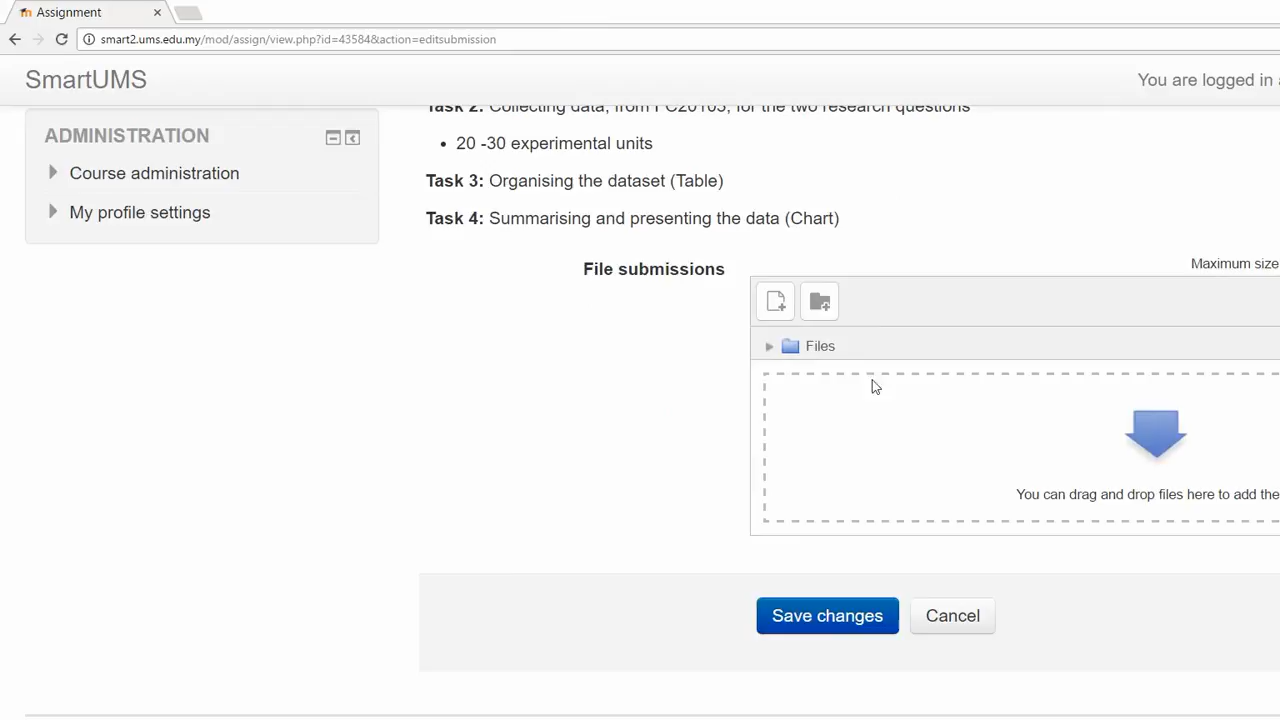 Assignment
smart2.ums.edu.my/mod/assign/view.php?id=43584&action=editsubmission
SmartUMS
You are logged in
Task 2: Collecting data, from PC20103, for the two research questions
ADMINISTRATION
Course administration
My profile settings
• 20 -30 experimental units
Task 3: Organising the dataset (Table)
Task 4: Summarising and presenting the data (Chart)
File submissions
Maximum size
Files
You can drag and drop files here to add the
Save changes
Cancel